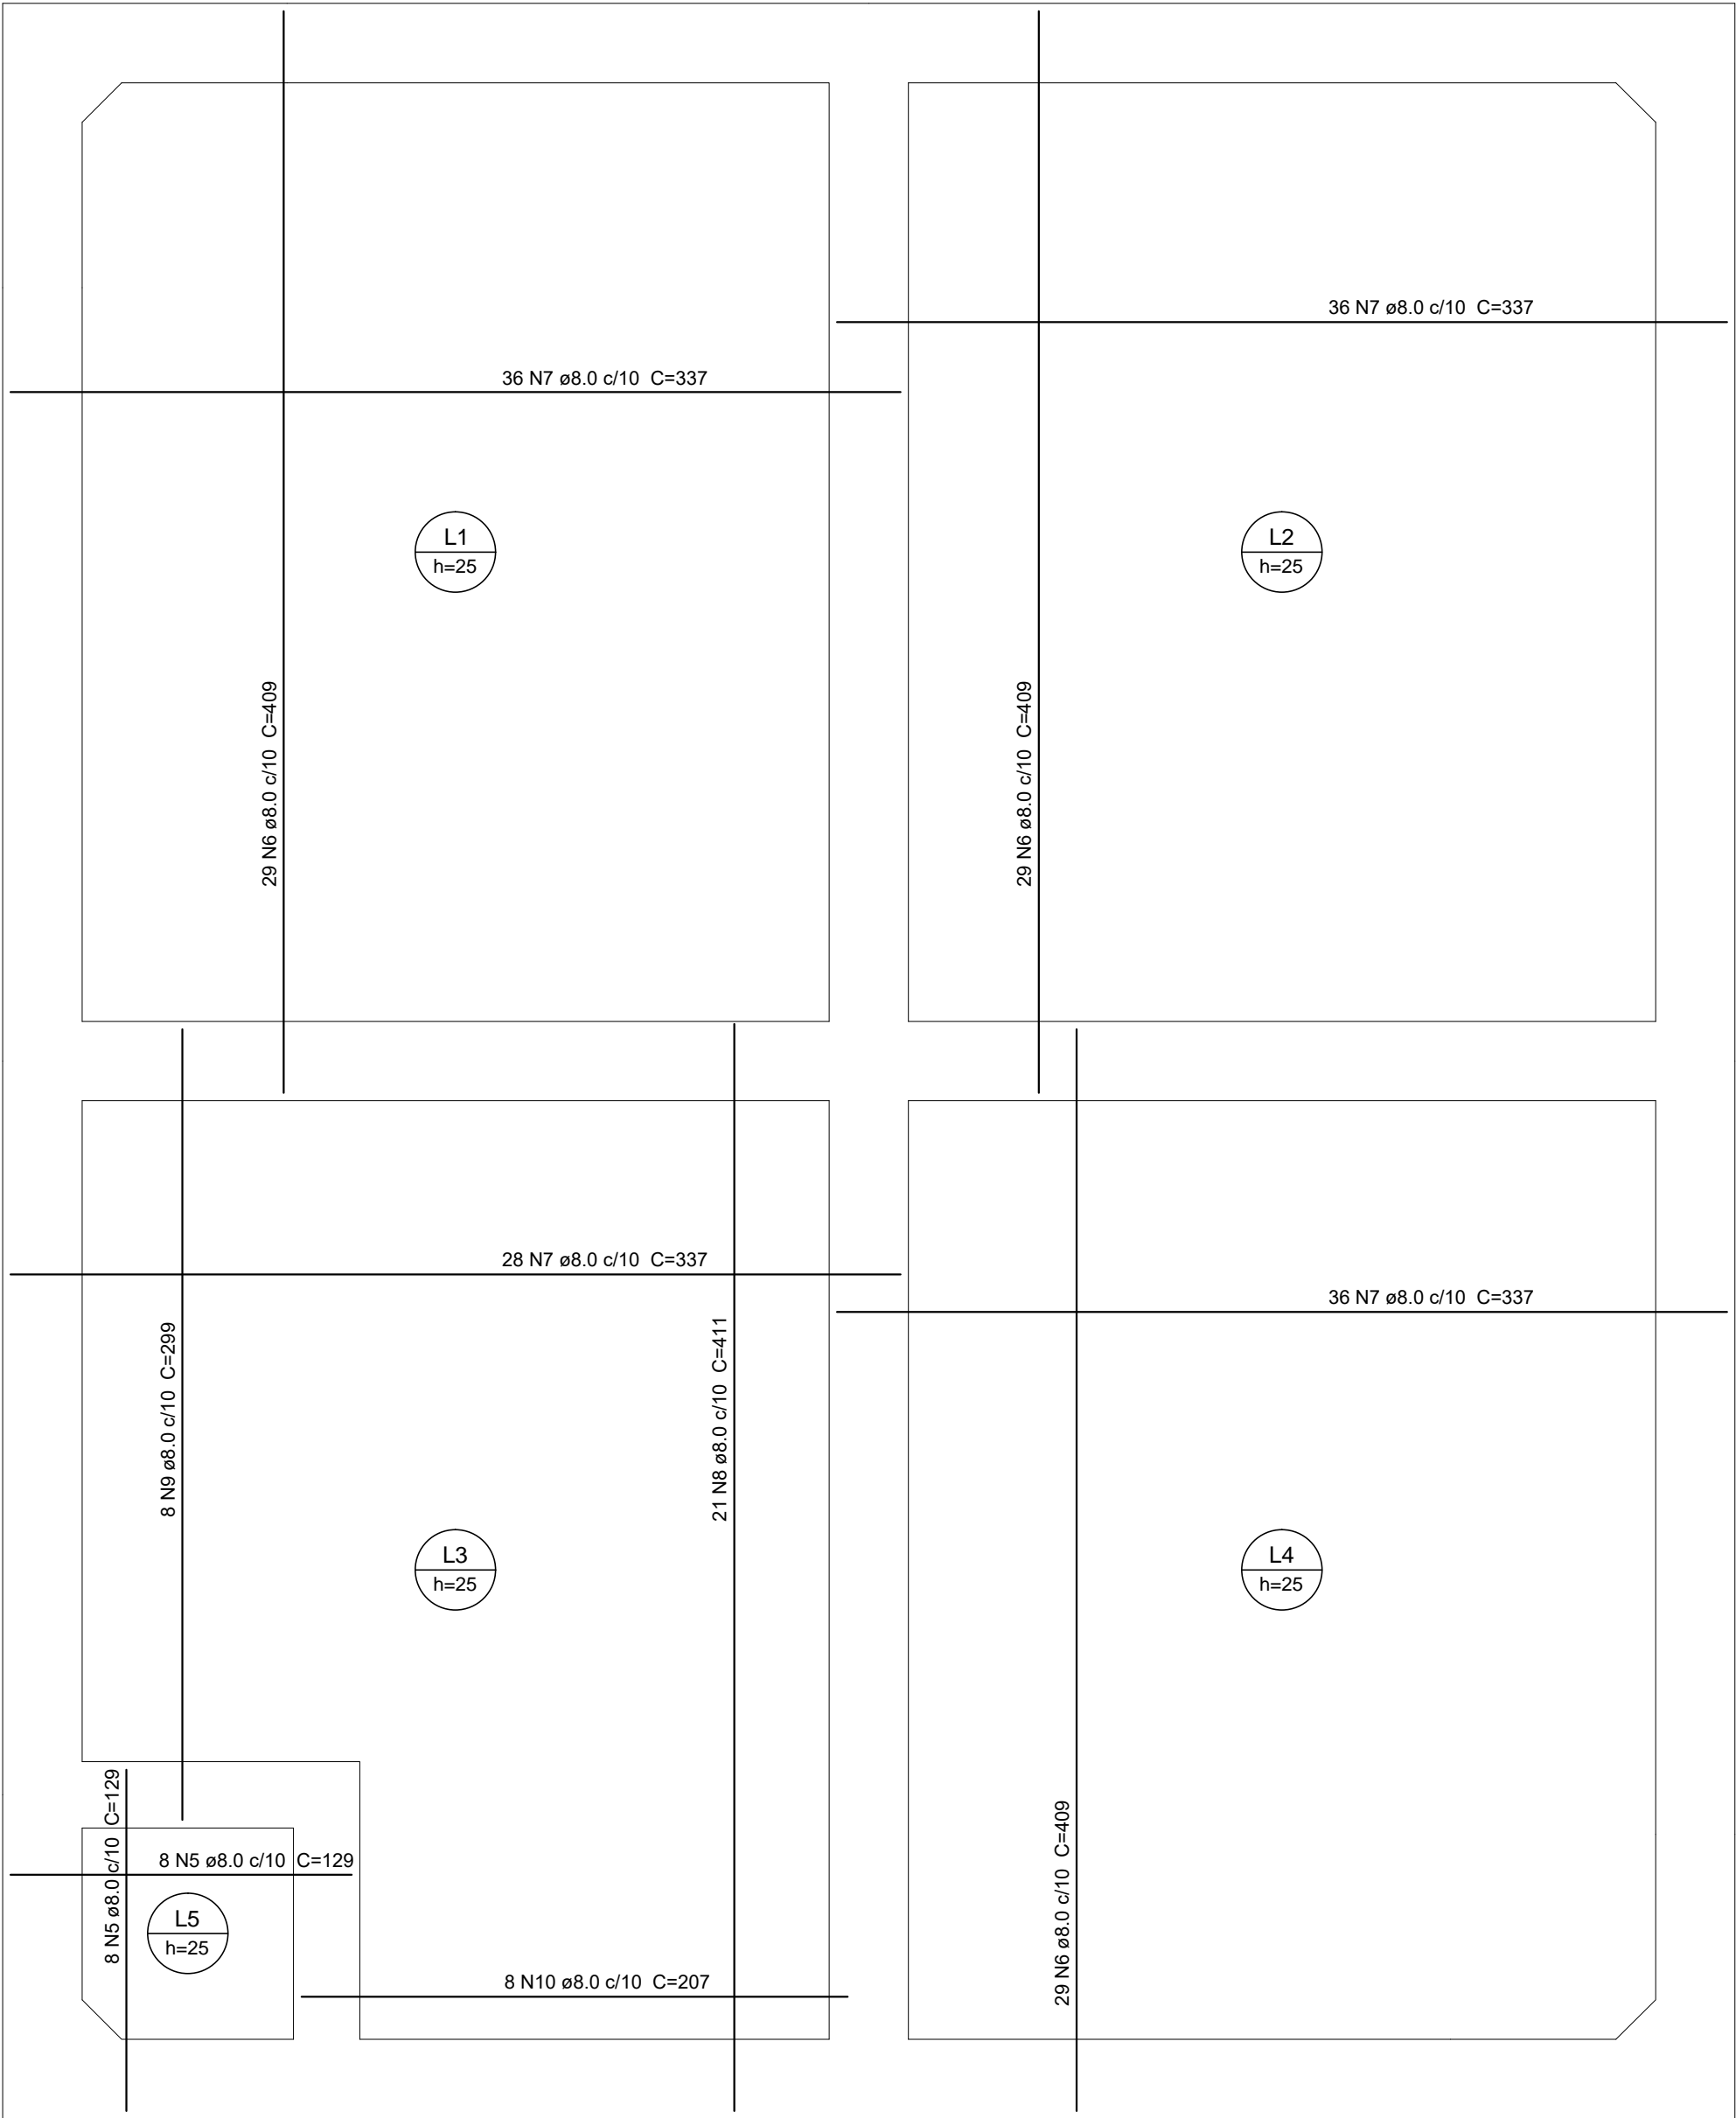 36 N7 ø8.0 c/10 C=337
36 N7 ø8.0 c/10 C=337
L1
h=25
L2
h=25
29 N6 ø8.0 c/10 C=409
29 N6 ø8.0 c/10 C=409
28 N7 ø8.0 c/10 C=337
36 N7 ø8.0 c/10 C=337
8 N9 ø8.0 c/10 C=299
21 N8 ø8.0 c/10 C=411
L3
h=25
L4
h=25
8 N5 ø8.0 c/10 C=129
8 N5 ø8.0 c/10 C=129
L5
h=25
29 N6 ø8.0 c/10 C=409
8 N10 ø8.0 c/10 C=207